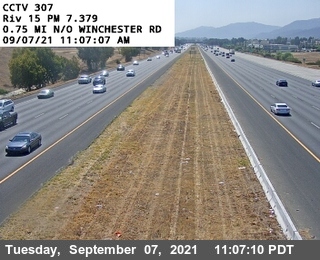 CCTV 307
Riv 15 PM 7.379
0.75 MI N/O WINCHESTER RD
09/07/21 11:07:07 AM
Tuesday, September 07, 2021 11:07:10 PDT